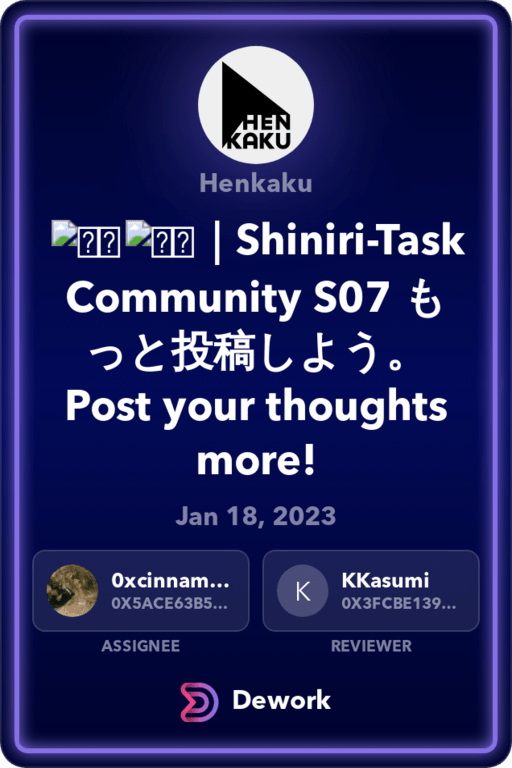 HEN
KAKU
Henkaku
| Shiniri-Task
Community S07 も
っと投稿しよう。
Post your thoughts
more!
Jan 18, 2023
0xcinnam...
0X5ACE63B5...
KKasumi
0X3FCBE139...
K
ASSIGNEE
REVIEWER
Dework